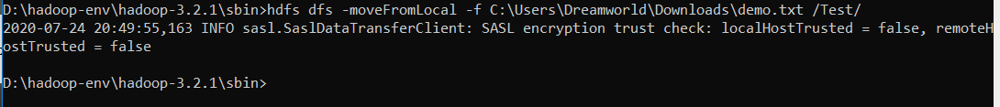 D:\hadoop-env\hadoop-3.2.1\sbin>hdfs dfs -moveFromLocal -f C:\Users\Dreamworld\Downloads\demo.txt /Test/
2020-07-24 20:49:55,163 INFO sasl.SaslDataTransferClient: SASL encryption trust check: localHostTrusted = false, remoteH
ostTrusted = false
D:\hadoop-env\hadoop-3.2.1\sbin>